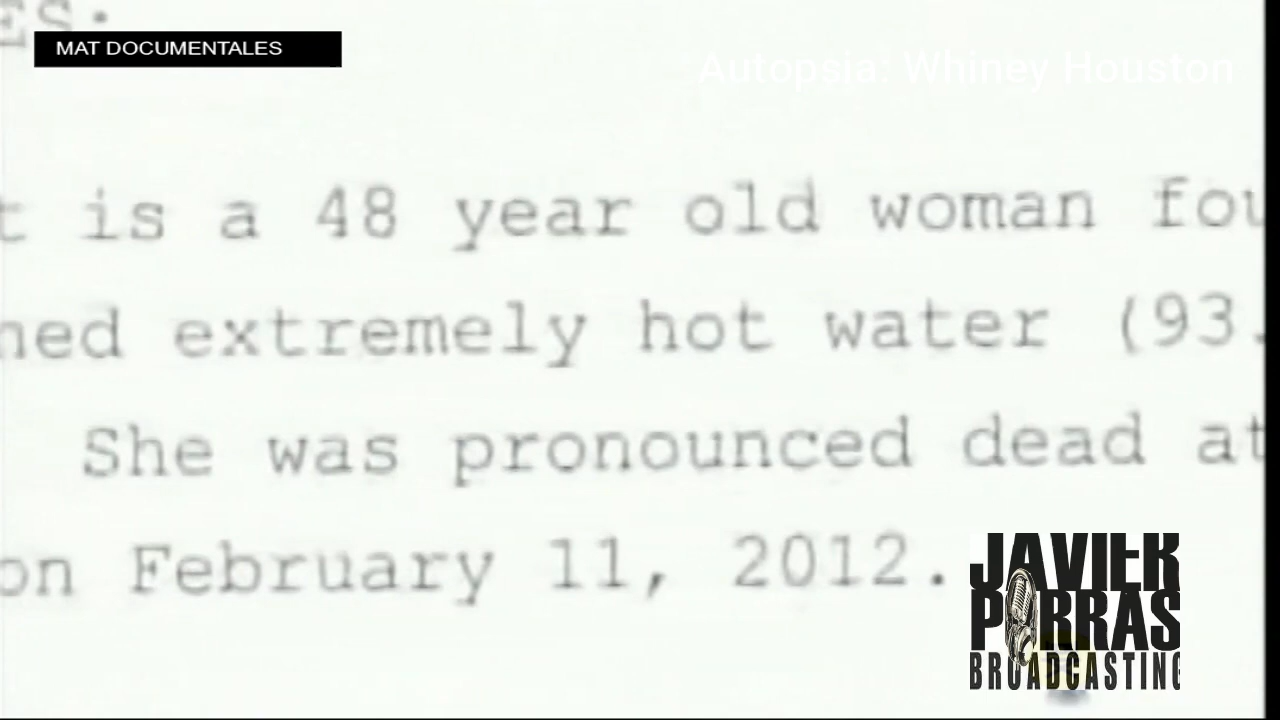 ES.
MAT DOCUMENTALES
Autopsia: Whiney Houston
t is a 48 year old woman fou
ned extremely hot water (93.
She was pronounced dead at
on February 11, 2012.
JAVIER
PORRAS
BROADCASTING